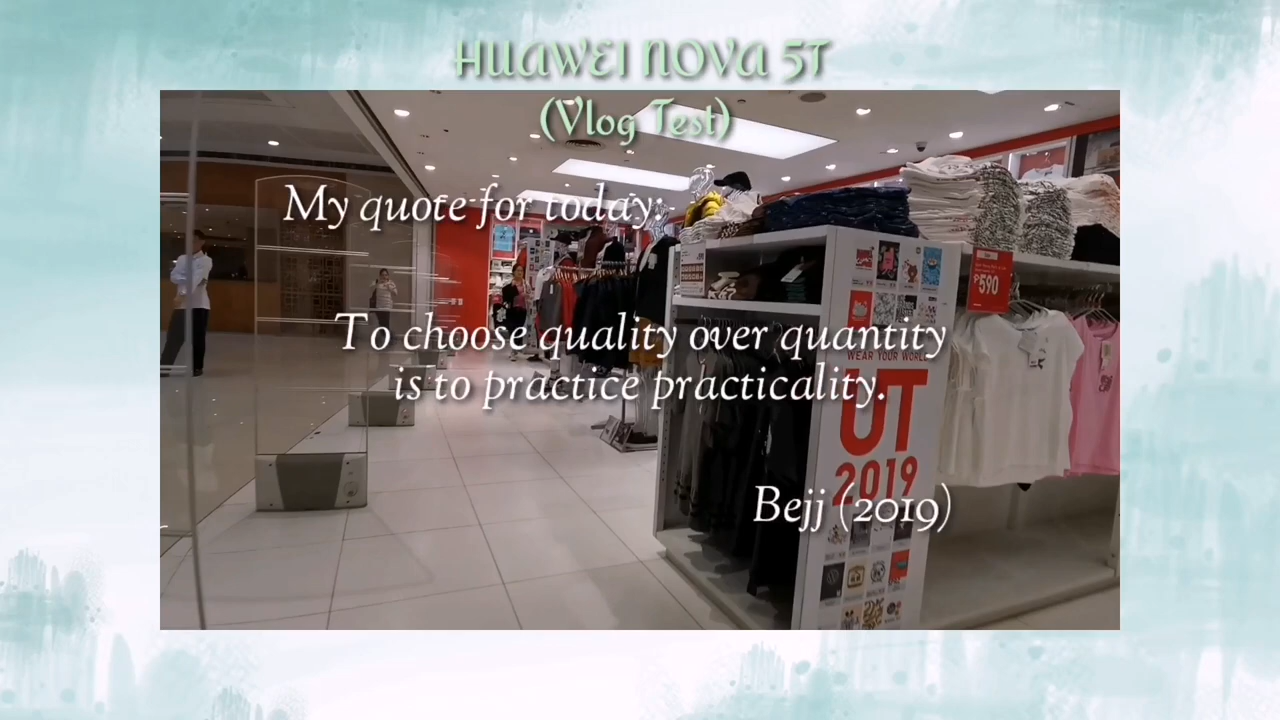 HUAWEI NOVA 5T
(Vlog Test)
My quote for today:
To choose quality over quantity
is to practice practicality.
Bejj (2019)
WEAR YOUR WORLD
UT
2019
₱590